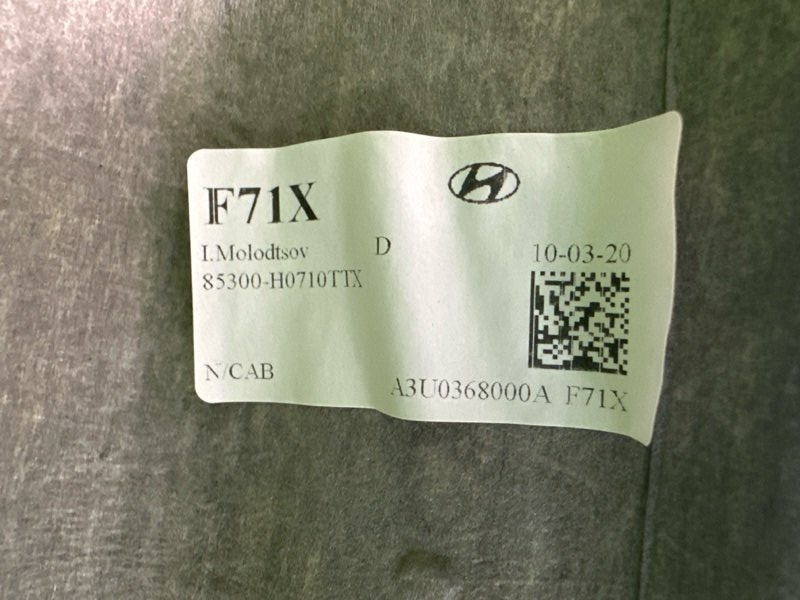 F71X
I.Molodtsov D 10-03-20
85300-H0710TTX
N/CAB
A3U0368000A F71X